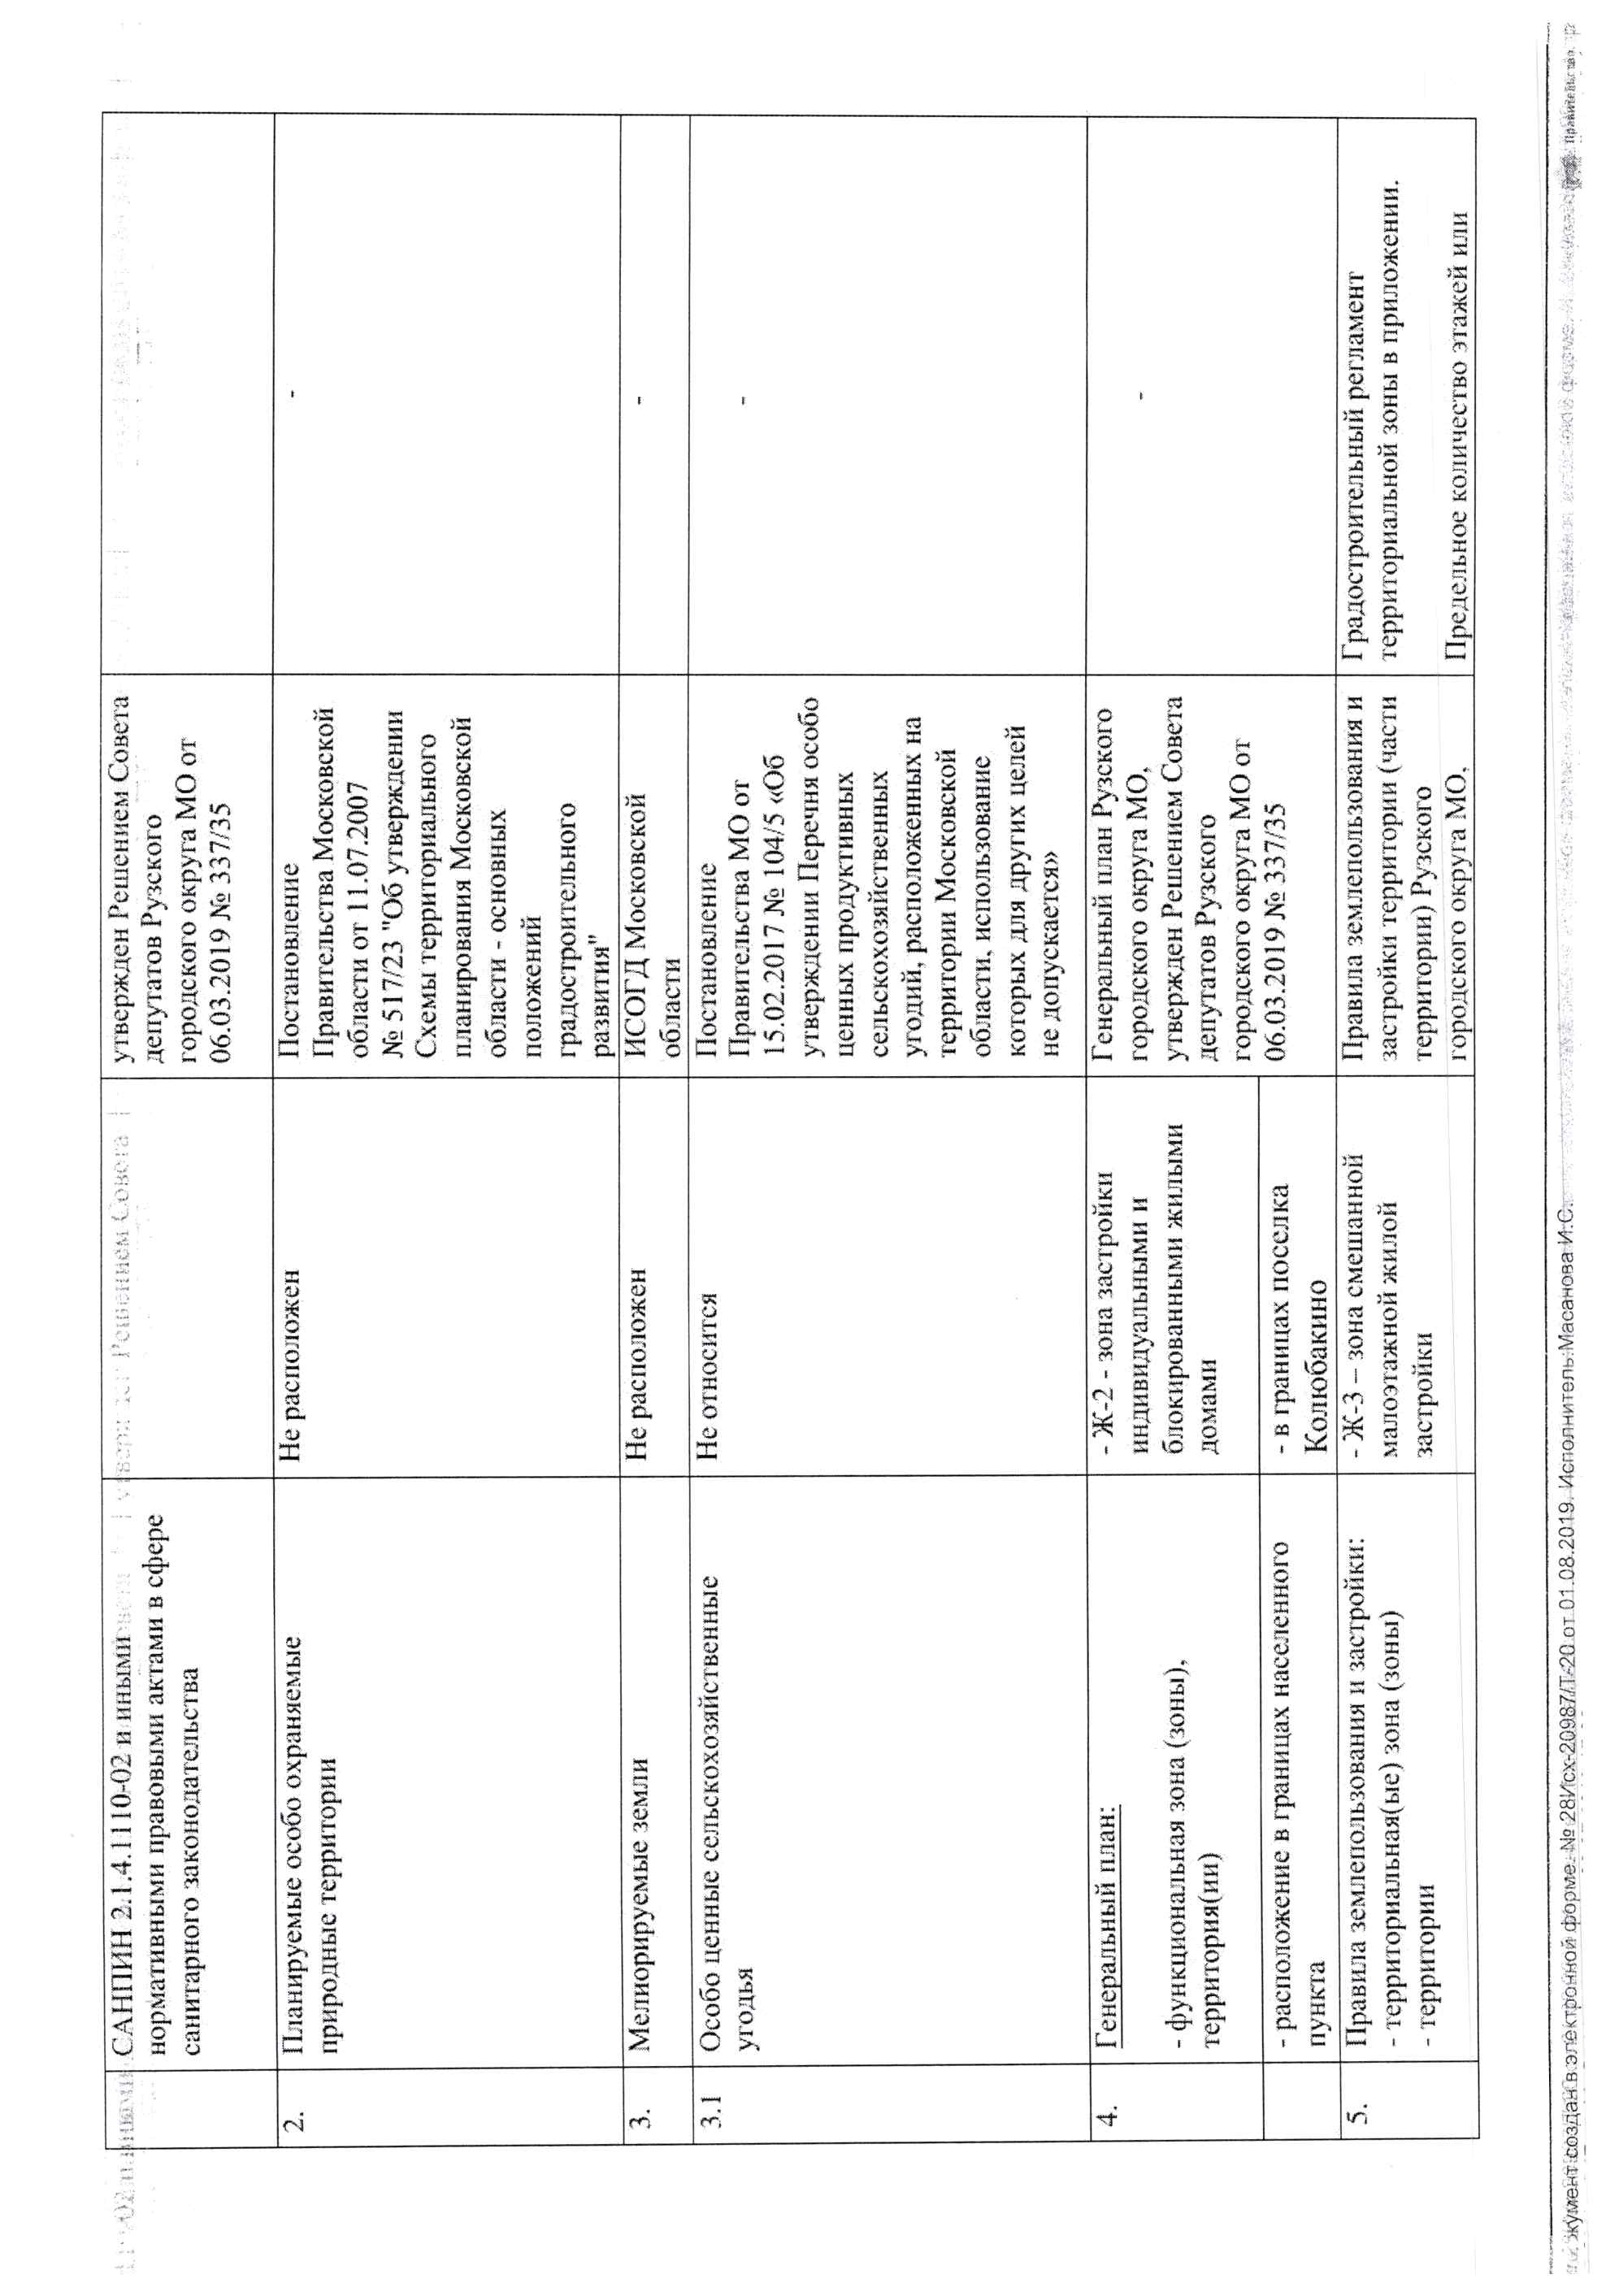 САНПИН 2.1.4.1110-02 и иными
нормативными правовыми актами в сфере
санитарного законодательства
утвержден Решением Совета
депутатов Рузского
городского округа МО от
06.03.2019 № 337/35
2.
Планируемые особо охраняемые
природные территории
Не расположен
Постановление
Правительства Московской
области от 11.07.2007
№ 517/23 "Об утверждении
Схемы территориального
планирования Московской
области - основных
положений
градостроительного
развития"
-
3.
Мелиорируемые земли
Не расположен
ИСОГД Московской
области
-
3.1
Особо ценные сельскохозяйственные
угодья
Не относится
Постановление
Правительства МО от
15.02.2017 № 104/5 «Об
утверждении Перечня особо
ценных продуктивных
сельскохозяйственных
угодий, расположенных на
территории Московской
области, использование
которых для других целей
не допускается»
-
4.
Генеральный план:
- функциональная зона (зоны),
территория(ии)
- Ж-2 - зона застройки
индивидуальными и
блокированными жилыми
домами
Генеральный план Рузского
городского округа МО,
утвержден Решением Совета
депутатов Рузского
городского округа МО от
06.03.2019 № 337/35
-
- расположение в границах населенного
пункта
- в границах поселка
Колюбакино
5.
Правила землепользования и застройки:
- территориальная(ые) зона (зоны)
- территории
- Ж-3 – зона смешанной
малоэтажной жилой
застройки
Правила землепользования и
застройки территории (части
территории) Рузского
городского округа МО,
Градостроительный регламент
территориальной зоны в приложении.
Предельное количество этажей или
кумент создан в электронной форме. № 28Исх-20987/Т-20 от 01.08.2019. Исполнитель:Масанова И.С.
Правительство